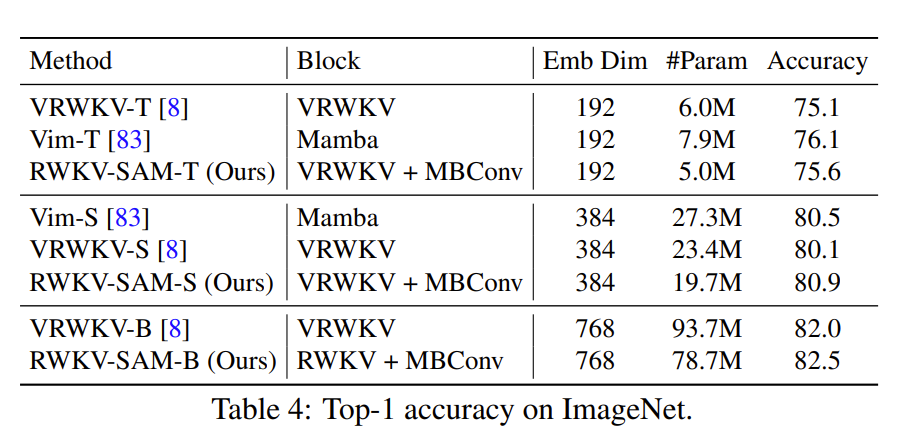 Method Block Emb Dim #Param Accuracy
VRWKV-T [8] VRWKV 192 6.0M 75.1
Vim-T [83] Mamba 192 7.9M 76.1
RWKV-SAM-T (Ours) VRWKV + MBConv 192 5.0M 75.6
Vim-S [83] Mamba 384 27.3M 80.5
VRWKV-S [8] VRWKV 384 23.4M 80.1
RWKV-SAM-S (Ours) VRWKV + MBConv 384 19.7M 80.9
VRWKV-B [8] VRWKV 768 93.7M 82.0
RWKV-SAM-B (Ours) RWKV + MBConv 768 78.7M 82.5
Table 4: Top-1 accuracy on ImageNet.